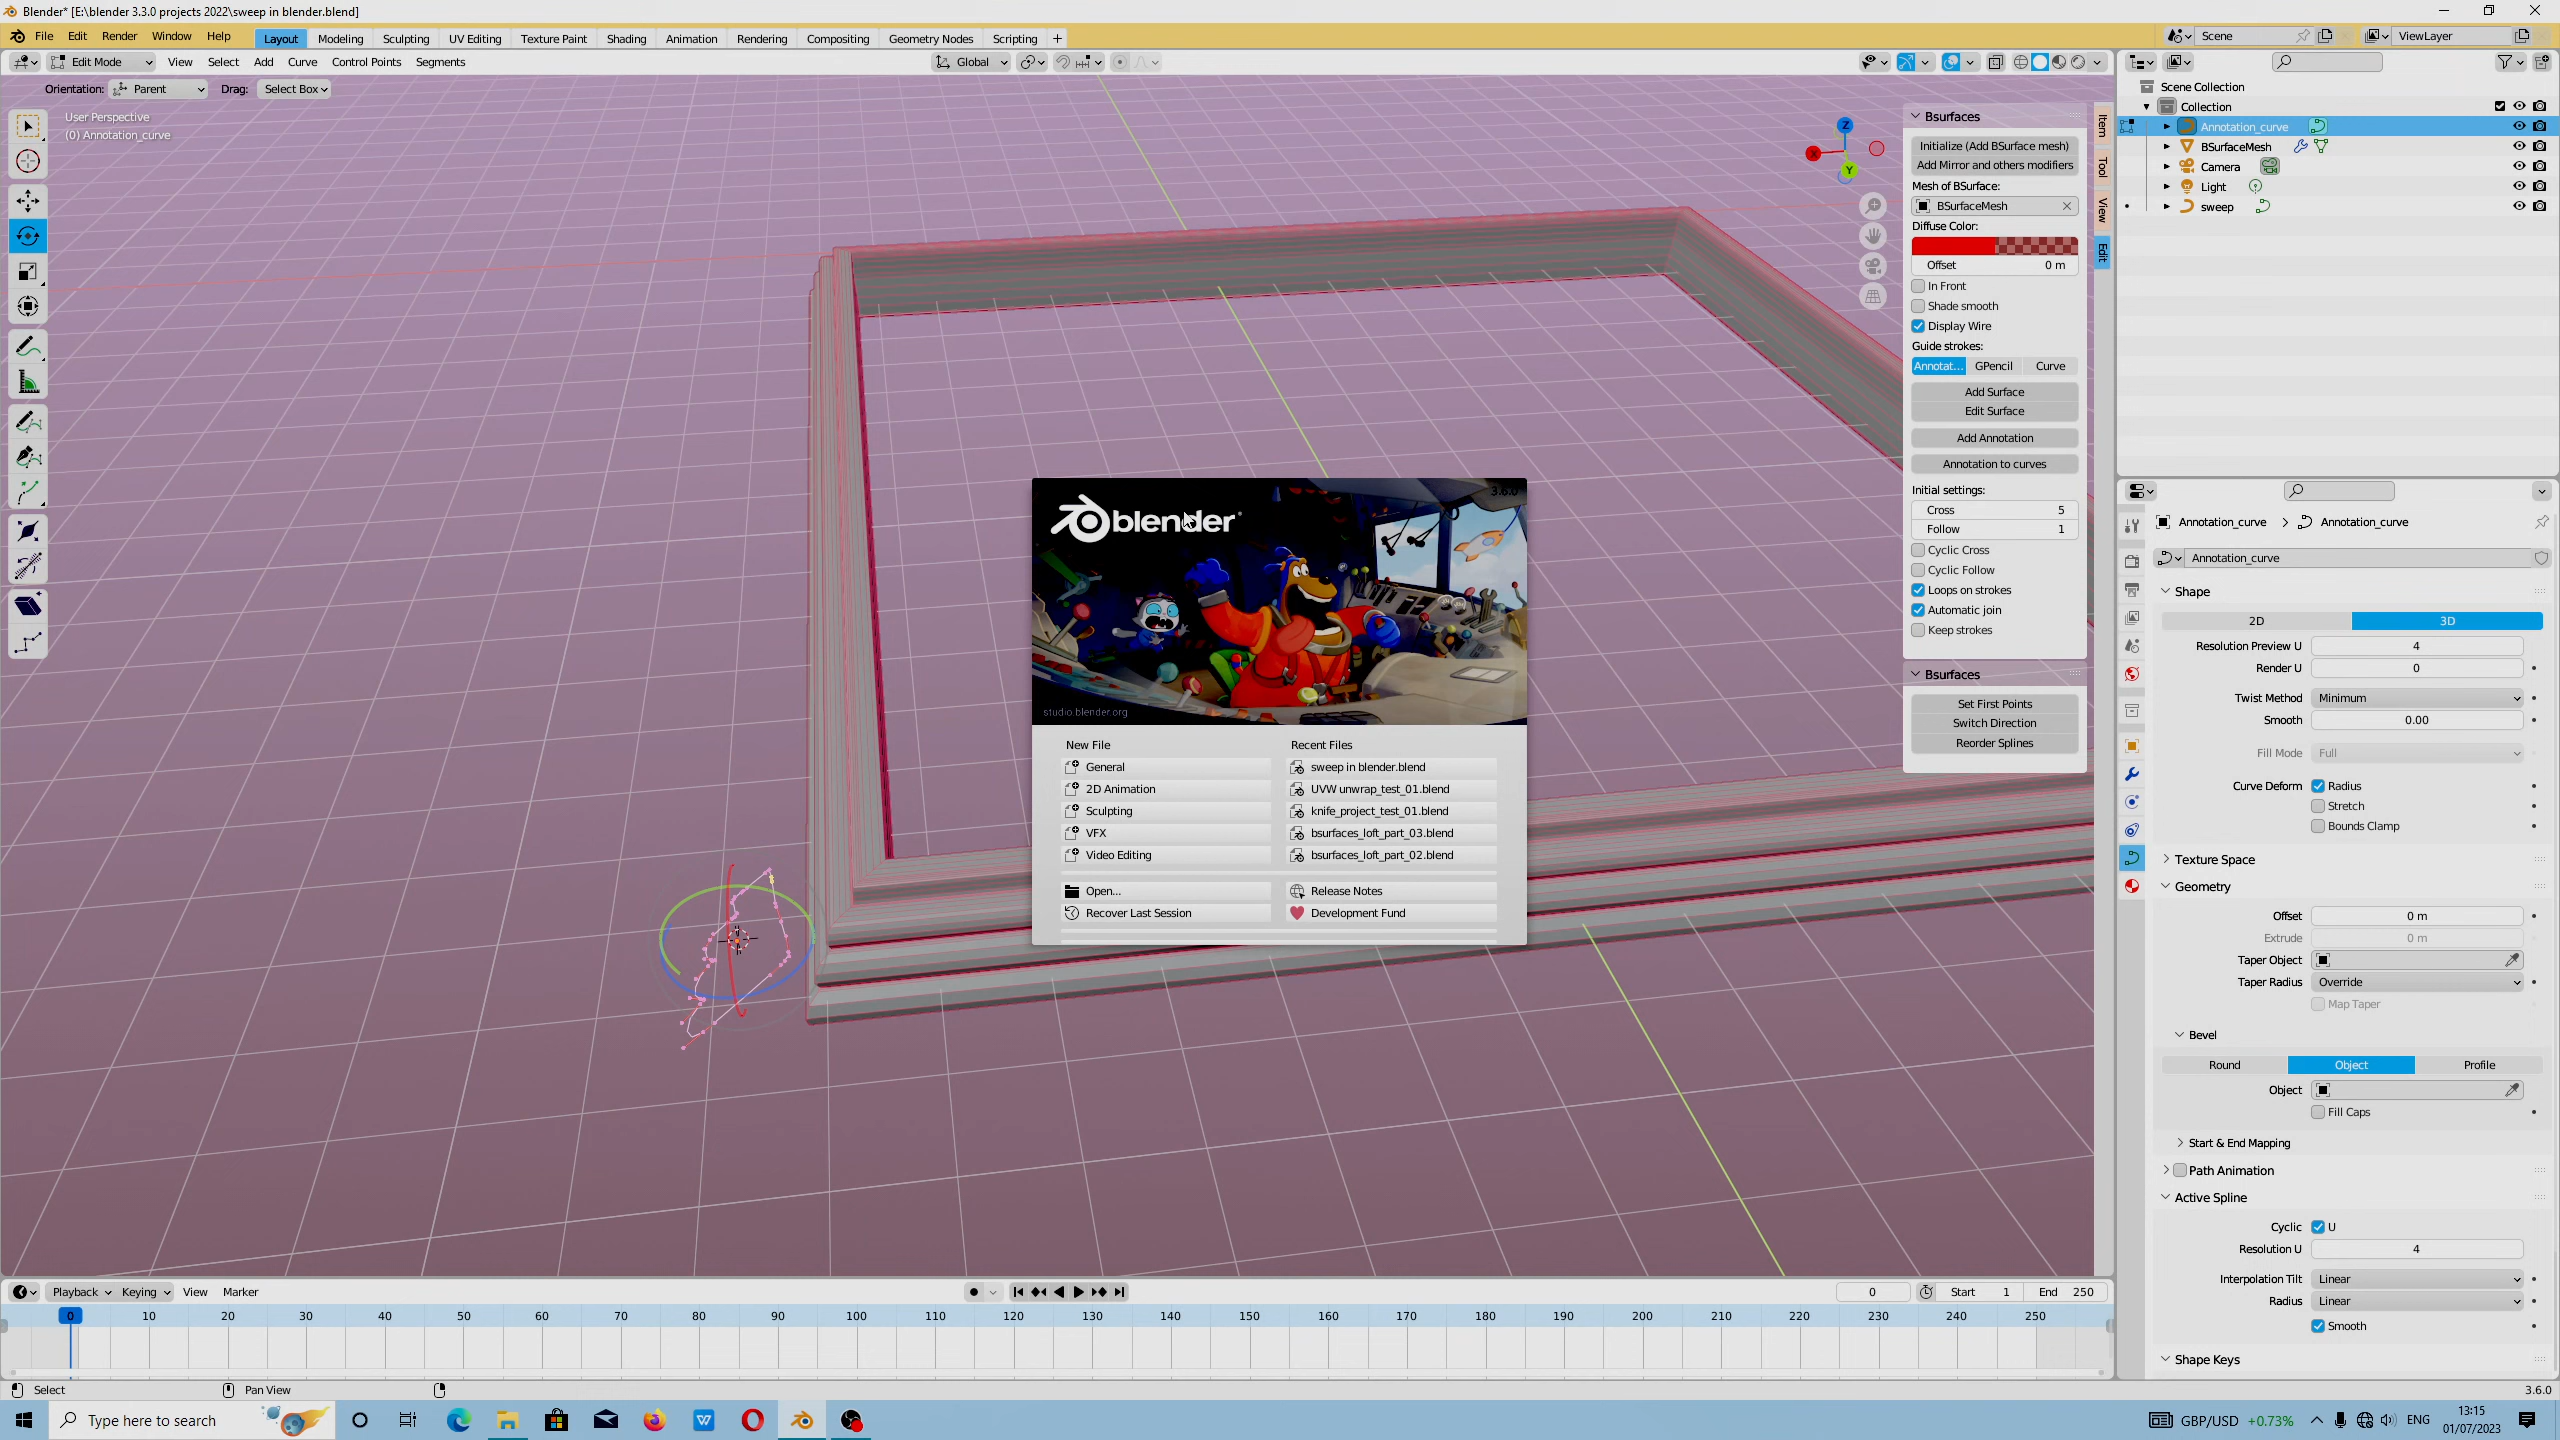 Blender* [E:\blender 3.3.0 projects 2022\sweep in blender.blend]
File Edit Render Window Help Layout Modeling Sculpting UV Editing Texture Paint Shading Animation Rendering Compositing Geometry Nodes Scripting + Scene ViewLayer
Edit Mode View Select Add Curve Control Points Segments Global
Orientation: Parent Drag: Select Box
User Perspective
(0) Annotation_curve
Z
X
Y
Bsurfaces
Initialize (Add BSurface mesh)
Add Mirror and others modifiers
Mesh of BSurface:
BSurfaceMesh
Diffuse Color:
Offset 0 m
In Front
Shade smooth
Display Wire
Guide strokes:
Annotat... GPencil Curve
Add Surface
Edit Surface
Add Annotation
Annotation to curves
Initial settings:
Cross 5
Follow 1
Cyclic Cross
Cyclic Follow
Loops on strokes
Automatic join
Keep strokes
Bsurfaces
Set First Points
Switch Direction
Reorder Splines
Item
Tool
View
Edit
Scene Collection
Collection
Annotation_curve
BSurfaceMesh
Camera
Light
sweep
Annotation_curve > Annotation_curve
Annotation_curve
Shape
2D 3D
Resolution Preview U 4
Render U 0
Twist Method Minimum
Smooth 0.00
Fill Mode Full
Curve Deform Radius
Stretch
Bounds Clamp
Texture Space
Geometry
Offset 0 m
Extrude 0 m
Taper Object
Taper Radius Override
Map Taper
Bevel
Round Object Profile
Object
Fill Caps
Start & End Mapping
Path Animation
Active Spline
Cyclic U
Resolution U 4
Interpolation Tilt Linear
Radius Linear
Smooth
Shape Keys
3.6.0
blender
studio.blender.org
New File
General
2D Animation
Sculpting
VFX
Video Editing
Open...
Recover Last Session
Recent Files
sweep in blender.blend
UVW unwrap_test_01.blend
knife_project_test_01.blend
bsurfaces_loft_part_03.blend
bsurfaces_loft_part_02.blend
Release Notes
Development Fund
Playback Keying View Marker 0 Start 1 End 250
0 10 20 30 40 50 60 70 80 90 100 110 120 130 140 150 160 170 180 190 200 210 220 230 240 250
Select Pan View 3.6.0
Type here to search GBP/USD +0.73% ENG 13:15
01/07/2023